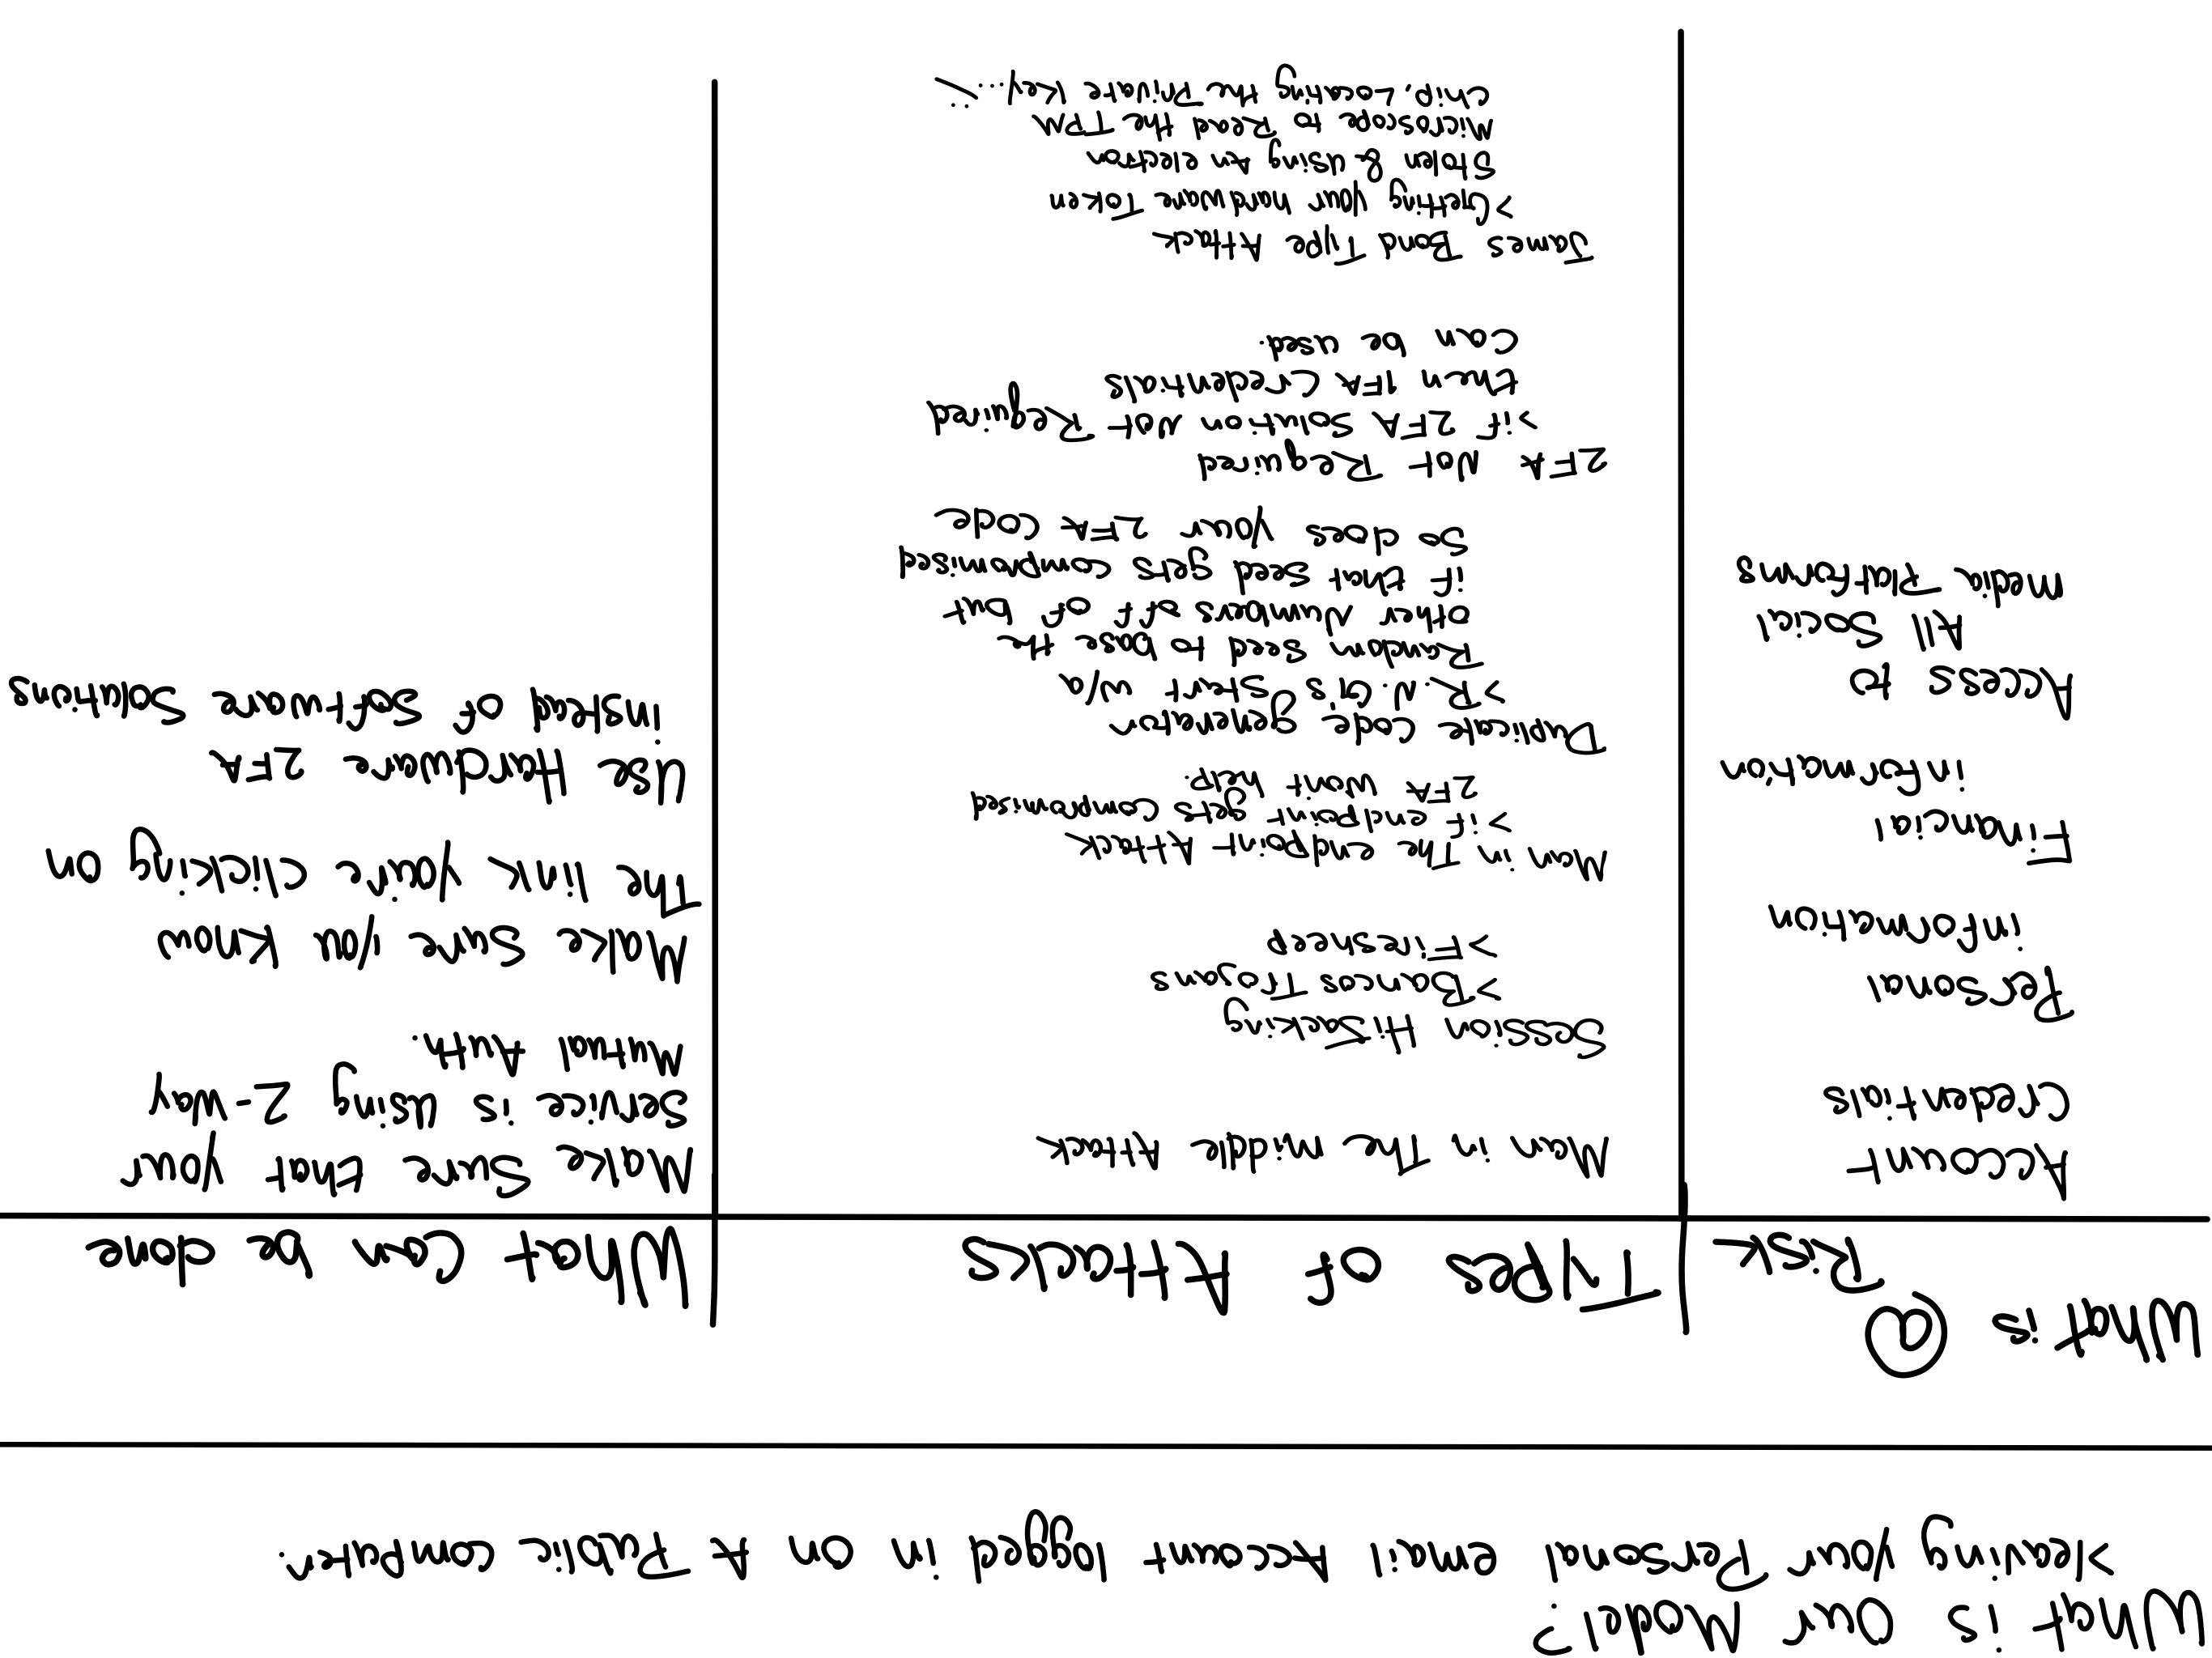 What is Our Model?
>leaving your Personal email Account logged in on A Public computer.
What is @
Risk
Account
Credentials
Personal
information
Financial
information
Access to
All Social
media Platforms
Types of Attacks
Man in The Middle Attack
Session HiJacking
>Boancos Trojans
>Firesheep
Man in The endpoint Attack
>if endpoint gets Compromised
2FA wont help.
Duplicate Code generator
>R.N.G.'s start w/a
Random seed to base the
other numbers off of but
if that seed gets compromised
So does your 2FA code
2FA Not Required
>if 2FA Solution not Required
then 1FA Credentials
Can be used.
James Bond Type Attack
>Getting your hardware Token
Stolen & using An electron
Microscope to Read the TPM
Chip, Locating the Private Key....
What Can be done
Make Sure that your
Service is using 2-way
Mutual Auth.
Make sure you know
The link you're clicking on
Use Hardware 2FA
instead of software solutions